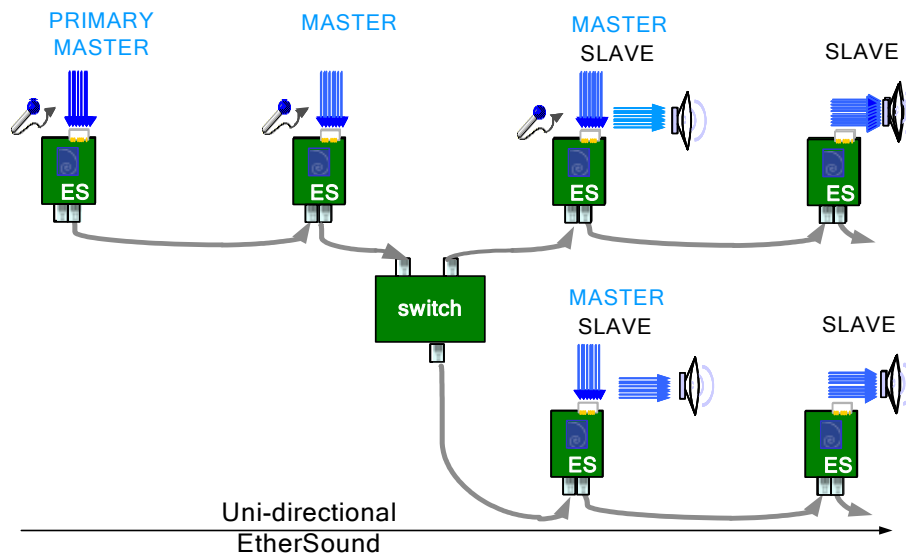 PRIMARY
MASTER
MASTER
MASTER
SLAVE
SLAVE
ES
ES
ES
ES
switch
MASTER
SLAVE
SLAVE
ES
ES
Uni-directional
EtherSound